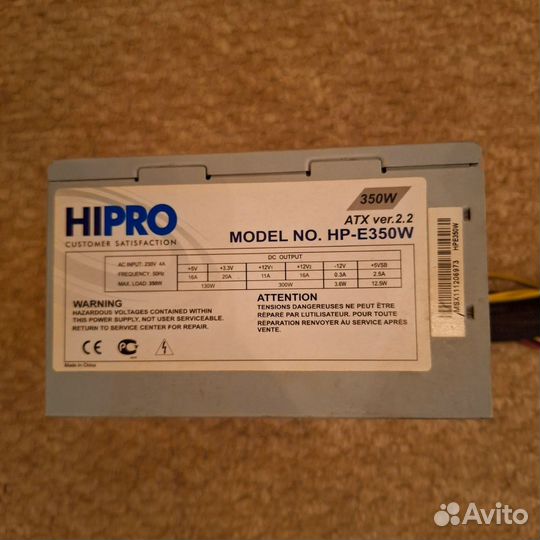 350W
ATX ver.2.2
HIPRO
CUSTOMER SATISFACTION
MODEL NO. HP-E350W
AC INPUT: 230V 4A
FREQUENCY: 50Hz
MAX. LOAD: 350W
DC OUTPUT
+5V +3.3V +12V1 +12V2 -12V +5VSB
16A 20A 11A 16A 0.3A 2.5A
130W 300W 3.6W 12.5W
WARNING
HAZARDOUS VOLTAGES CONTAINED WITHIN
THIS POWER SUPPLY, NOT USER SERVICEABLE.
RETURN TO SERVICE CENTER FOR REPAIR.
ATTENTION
TENSIONS DANGEREUSES NE PEUT ÊTRE
RÉPARÉ PAR L'UTILISATEUR. POUR TOUTE
RÉPARATION RENVOYER AU SERVICE APRÉS
VENTE.
CE
Made in China
HPE350W
MSX111206973
Avito